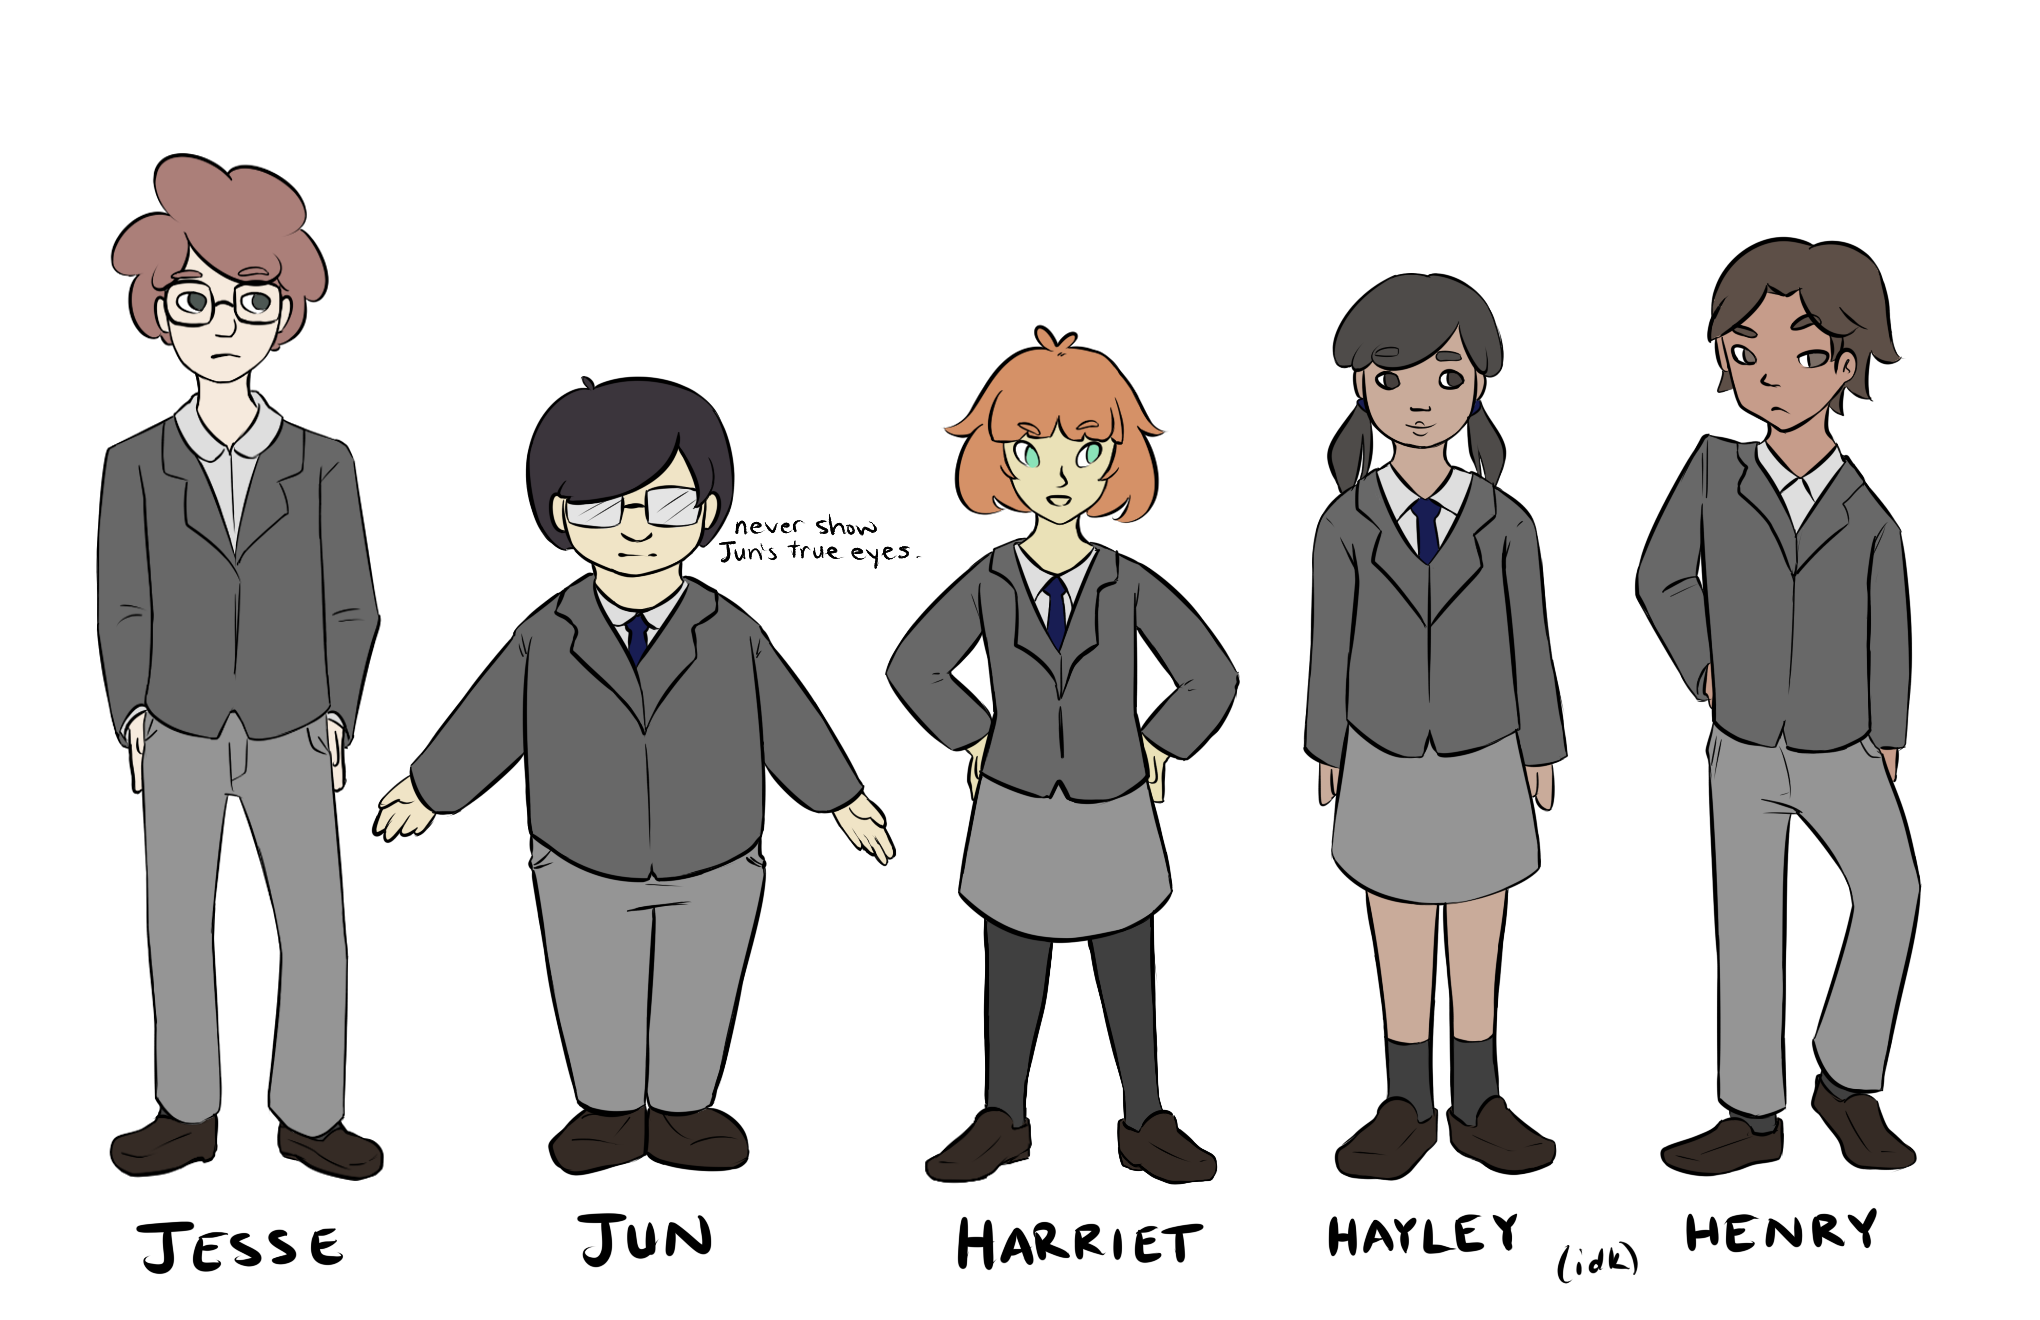 never show
Jun's true eyes.
JESSE
JUN
HARRIET
HAYLEY
(idk)
HENRY